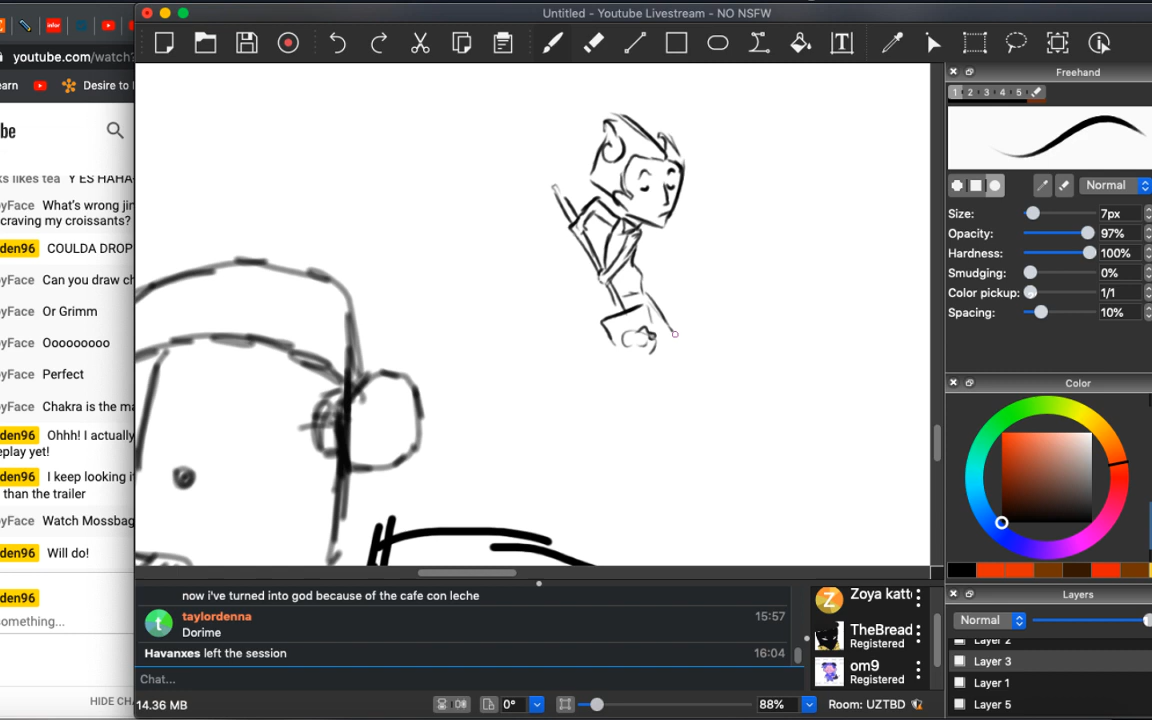 Untitled - Youtube Livestream - NO NSFW
youtube.com/watch?
earn
Desire to
be
ks likes tea Y ES HAHA
yFace What's wrong jin
craving my croissants?
den96 COULDA DROP
yFace Can you draw ch
yFace Or Grimm
yFace Ooooooooo
yFace Perfect
yFace Chakra is the ma
den96 Ohhh! I actually
eplay yet!
den96 I keep looking i
than the trailer
yFace Watch Mossbag
den96 Will do!
den96
something...
HIDE CHA
Freehand
1 2 3 4 5
Normal
Size: 7px
Opacity: 97%
Hardness: 100%
Smudging: 0%
Color pickup: 1/1
Spacing: 10%
Color
Layers
Normal
Layer 2
Layer 3
Layer 1
Layer 5
now i've turned into god because of the cafe con leche
t
taylordenna 15:57
Dorime
Havanxes left the session 16:04
Chat...
Z
Zoya katt
TheBread
Registered
om9
Registered
14.36 MB
0°
88%
Room: UZTBD